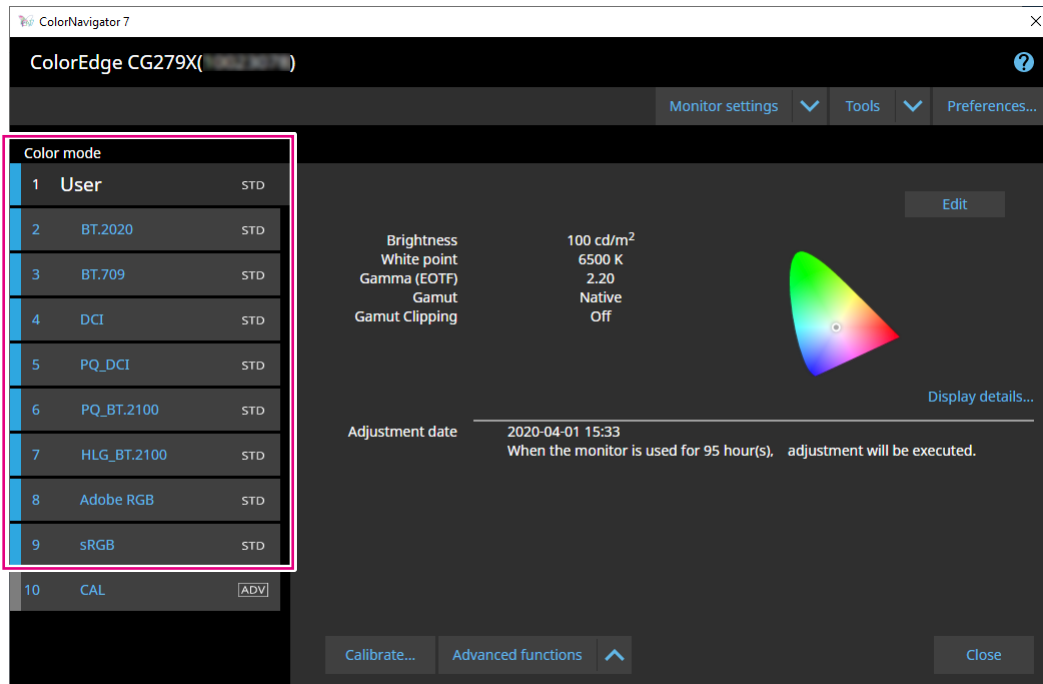 ColorNavigator 7
ColorEdge CG279X( )
Monitor settings Tools Preferences...
Color mode
1 User STD
2 BT.2020 STD
3 BT.709 STD
4 DCI STD
5 PQ_DCI STD
6 PQ_BT.2100 STD
7 HLG_BT.2100 STD
8 Adobe RGB STD
9 sRGB STD
10 CAL ADV
Edit
Brightness 100 cd/m²
White point 6500 K
Gamma (EOTF) 2.20
Gamut Native
Gamut Clipping Off
Display details...
Adjustment date 2020-04-01 15:33
When the monitor is used for 95 hour(s), adjustment will be executed.
Calibrate... Advanced functions Close